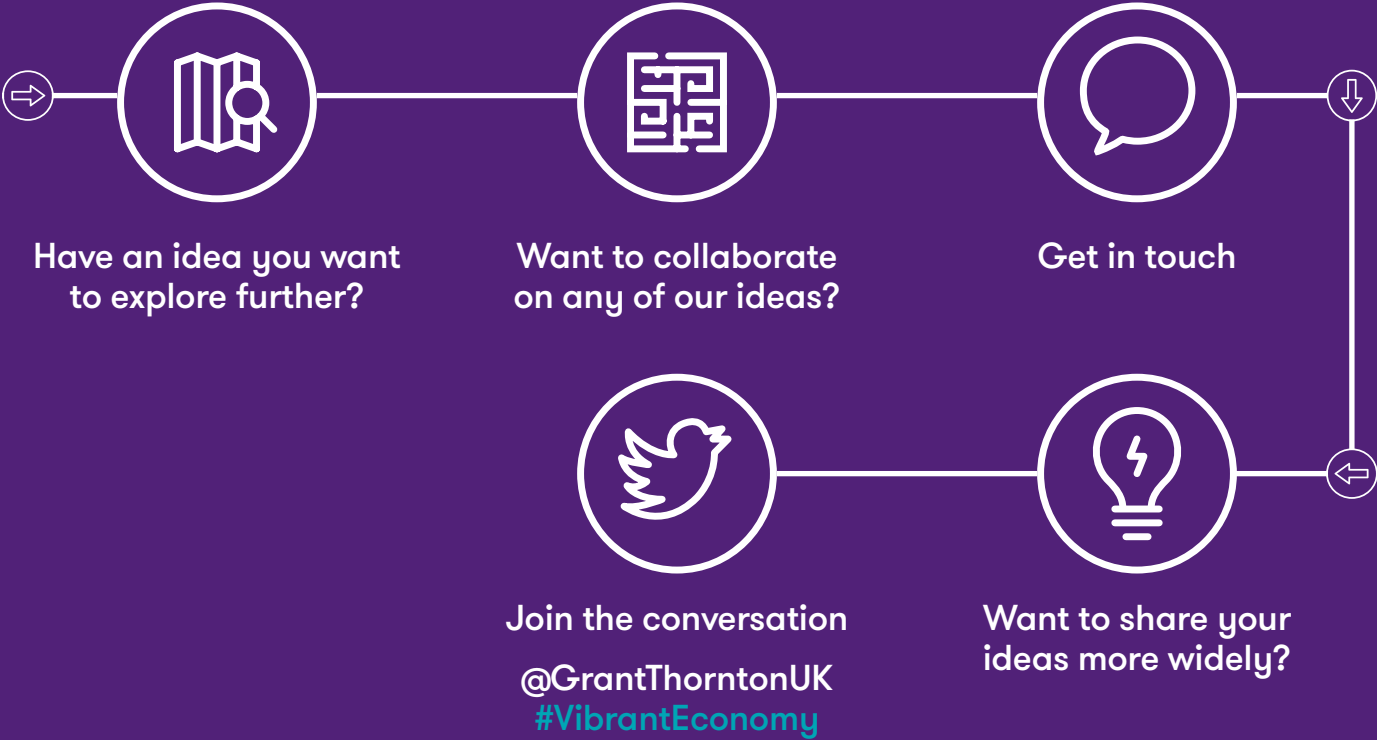 Have an idea you want
to explore further?
Want to collaborate
on any of our ideas?
Get in touch
Want to share your
ideas more widely?
Join the conversation
@GrantThorntonUK
#VibrantEconomy